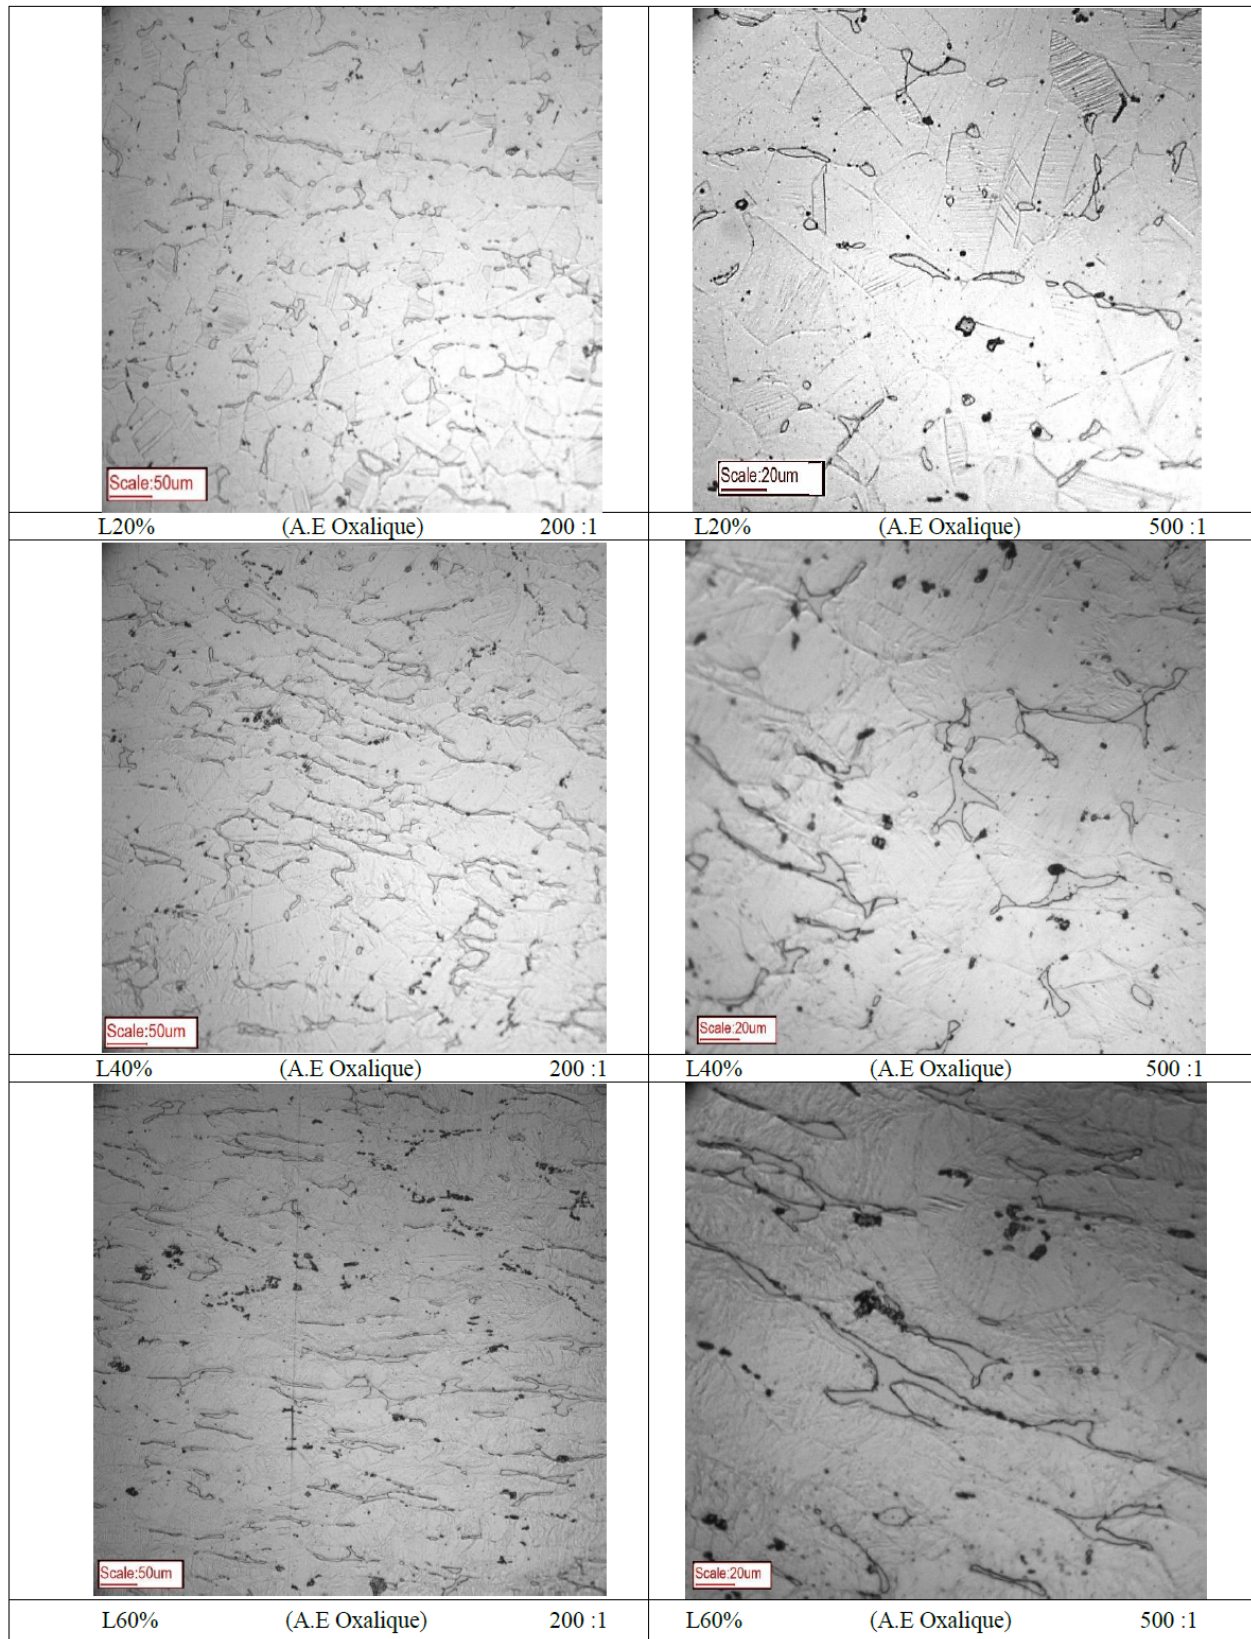 Scale:50um
Scale:20um
L20% (A.E Oxalique) 200 :1
L20% (A.E Oxalique) 500 :1
Scale:50um
Scale:20um
L40% (A.E Oxalique) 200 :1
L40% (A.E Oxalique) 500 :1
Scale:50um
Scale:20um
L60% (A.E Oxalique) 200 :1
L60% (A.E Oxalique) 500 :1